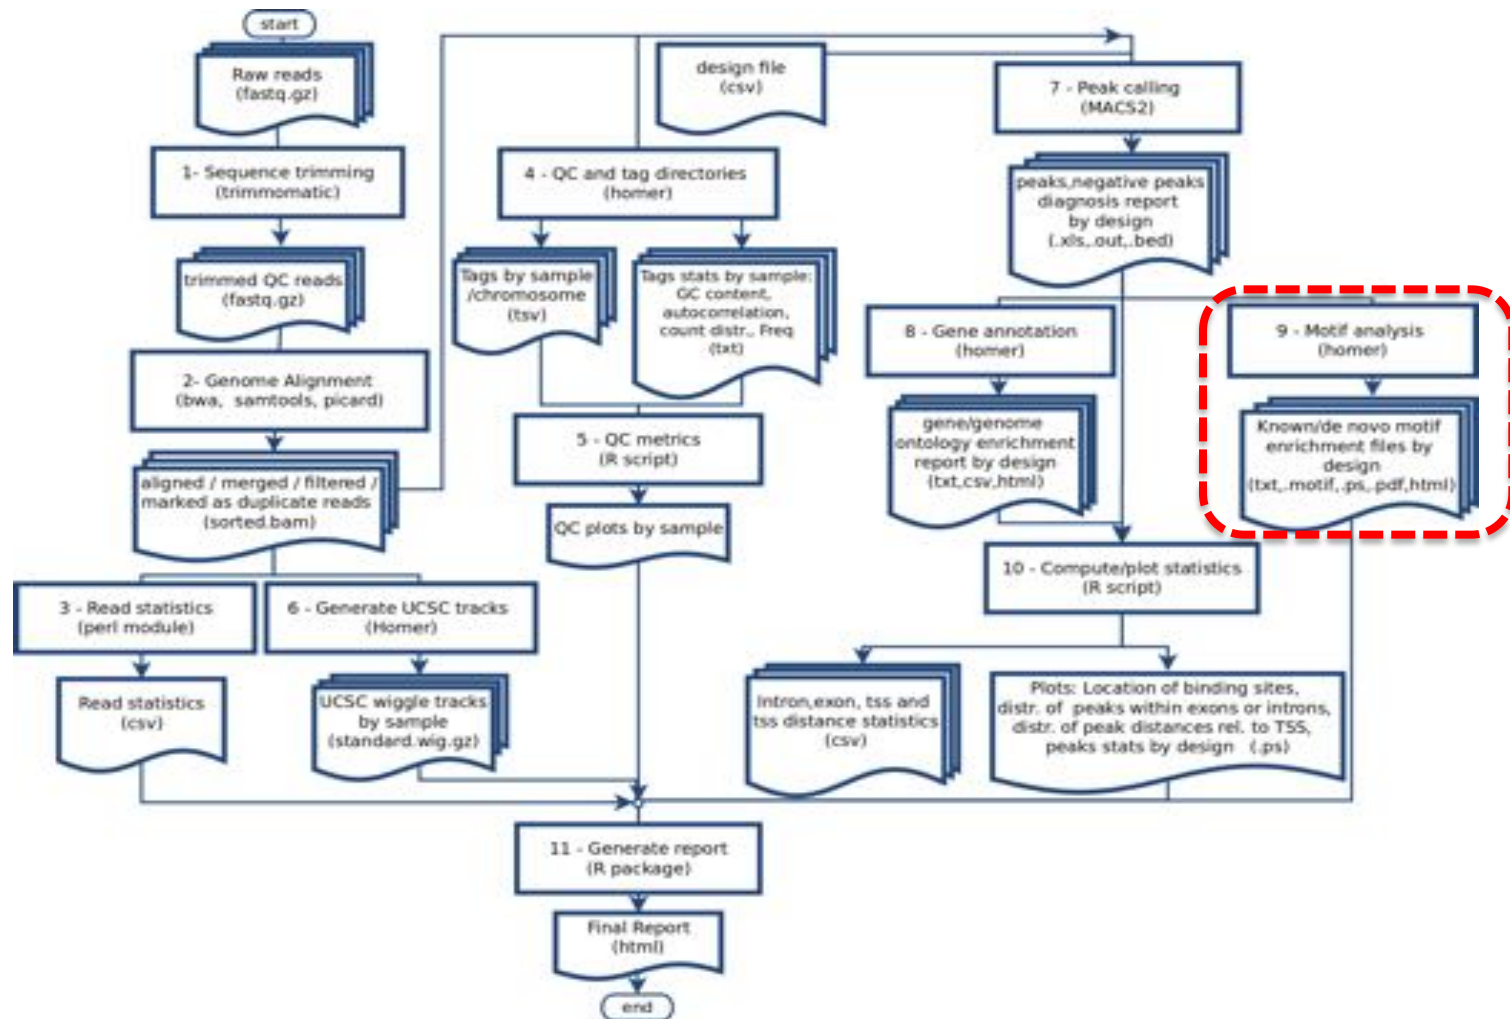 start
Raw reads
(fastq.gz)
1- Sequence trimming
(trimmomatic)
trimmed QC reads
(fastq.gz)
2- Genome Alignment
(bwa, samtools, picard)
aligned / merged / filtered /
marked as duplicate reads
(sorted.bam)
3 - Read statistics
(perl module)
Read statistics
(csv)
6 - Generate UCSC tracks
(Homer)
UCSC wiggle tracks
by sample
(standard.wig.gz)
design file
(csv)
4 - QC and tag directories
(homer)
Tags by sample
/chromosome
(tsv)
Tags stats by sample:
GC content,
autocorrelation,
count distr., Freq
(txt)
5 - QC metrics
(R script)
QC plots by sample
7 - Peak calling
(MACS2)
peaks,negative peaks
diagnosis report
by design
(.xls,.out,.bed)
8 - Gene annotation
(homer)
gene/genome
ontology enrichment
report by design
(txt,csv,html)
9 - Motif analysis
(homer)
Known/de novo motif
enrichment files by
design
(txt,.motif,.ps,.pdf,html)
10 - Compute/plot statistics
(R script)
Intron,exon, tss and
tss distance statistics
(csv)
Plots: Location of binding sites,
distr. of peaks within exons or introns,
distr. of peak distances rel. to TSS,
peaks stats by design (.ps)
11 - Generate report
(R package)
Final Report
(html)
end